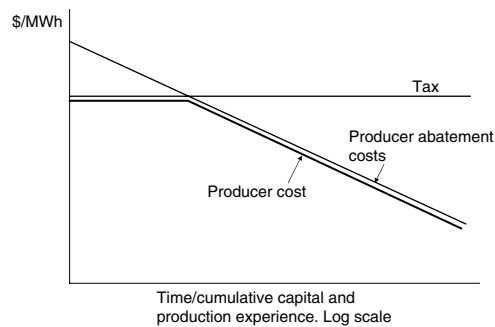 $/MWh
Tax
Producer abatement
costs
Producer cost
Time/cumulative capital and
production experience. Log scale